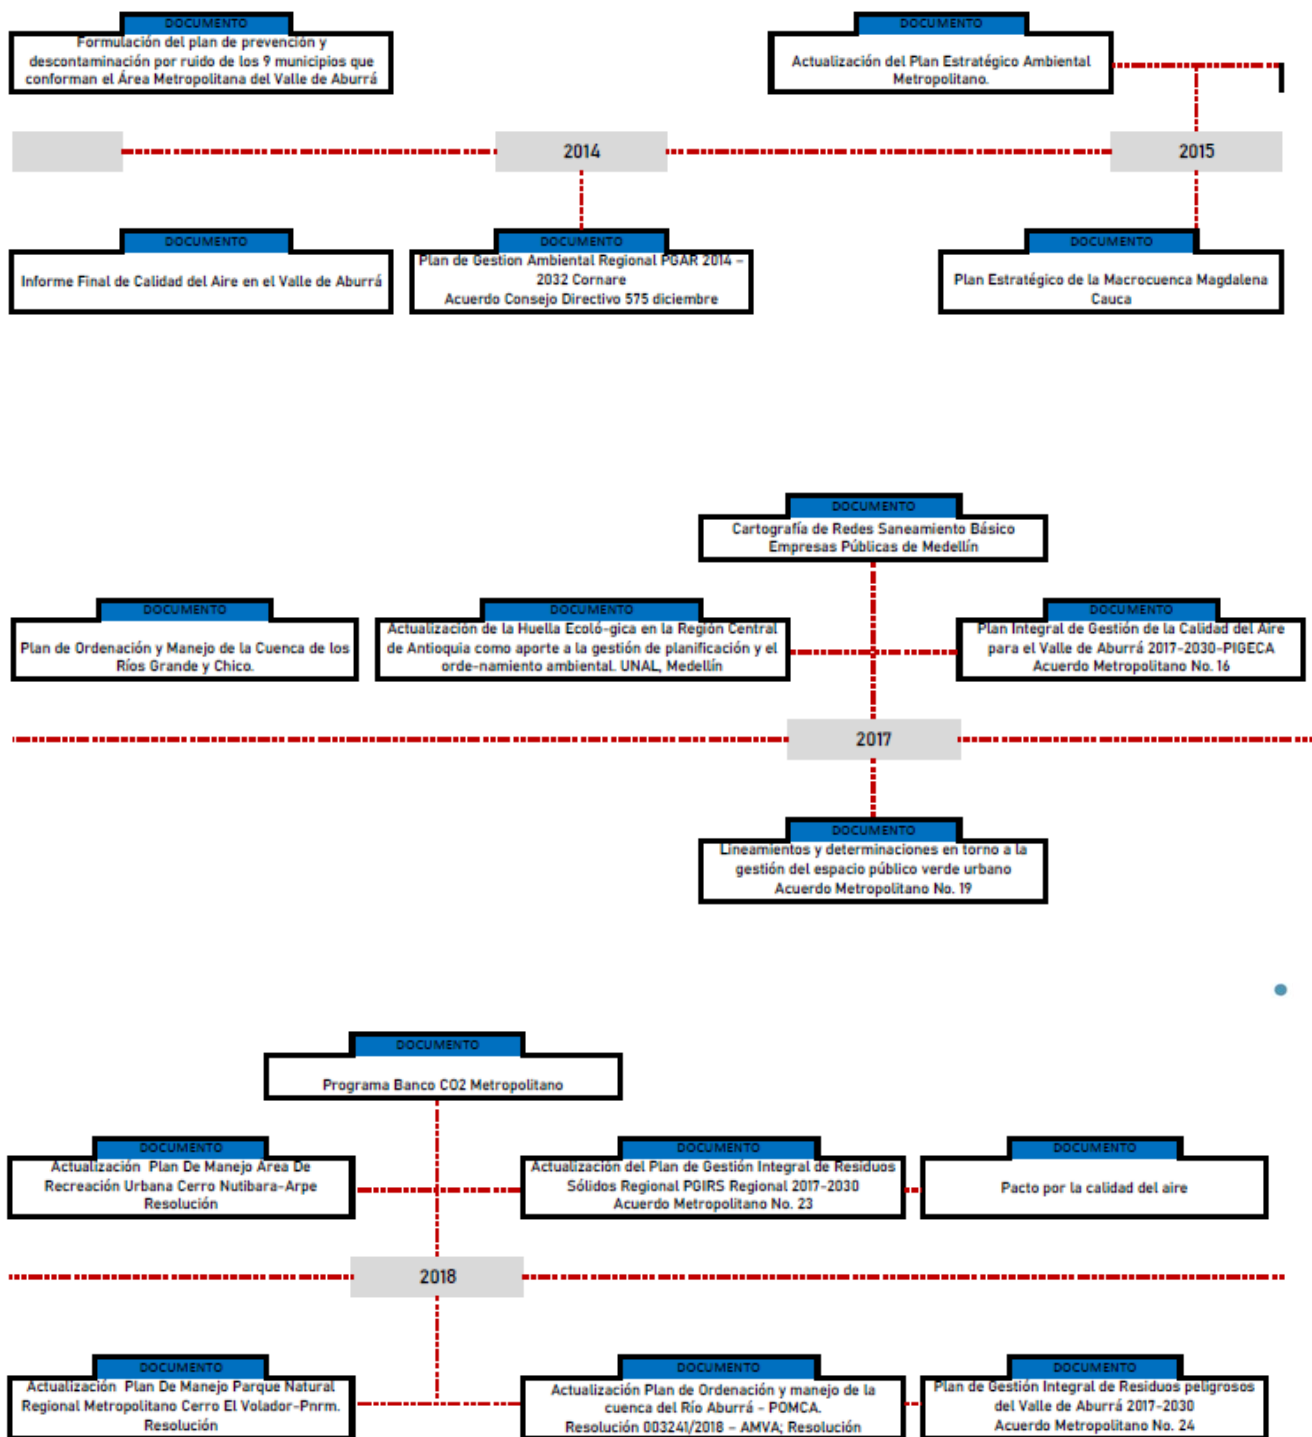 DOCUMENTO
Formulación del plan de prevención y
descontaminación por ruido de los 9 municipios que
conforman el Área Metropolitana del Valle de Aburrá
DOCUMENTO
Actualización del Plan Estratégico Ambiental
Metropolitano.
2014
2015
DOCUMENTO
Informe Final de Calidad del Aire en el Valle de Aburrá
DOCUMENTO
Plan de Gestion Ambiental Regional PGAR 2014 –
2032 Cornare
Acuerdo Consejo Directivo 575 diciembre
DOCUMENTO
Plan Estratégico de la Macrocuenca Magdalena
Cauca
DOCUMENTO
Cartografía de Redes Saneamiento Básico
Empresas Públicas de Medellín
DOCUMENTO
Plan de Ordenación y Manejo de la Cuenca de los
Ríos Grande y Chico.
DOCUMENTO
Actualización de la Huella Ecoló-gica en la Región Central
de Antioquia como aporte a la gestión de planificación y el
orde-namiento ambiental. UNAL, Medellín
DOCUMENTO
Plan Integral de Gestión de la Calidad del Aire
para el Valle de Aburrá 2017-2030-PIGECA
Acuerdo Metropolitano No. 16
2017
DOCUMENTO
Lineamientos y determinaciones en torno a la
gestión del espacio público verde urbano
Acuerdo Metropolitano No. 19
DOCUMENTO
Programa Banco CO2 Metropolitano
DOCUMENTO
Actualización Plan De Manejo Area De
Recreación Urbana Cerro Nutibara-Arpe
Resolución
DOCUMENTO
Actualización del Plan de Gestión Integral de Residuos
Sólidos Regional PGIRS Regional 2017-2030
Acuerdo Metropolitano No. 23
DOCUMENTO
Pacto por la calidad del aire
2018
DOCUMENTO
Actualización Plan De Manejo Parque Natural
Regional Metropolitano Cerro El Volador-Pnrm.
Resolución
DOCUMENTO
Actualización Plan de Ordenación y manejo de la
cuenca del Río Aburrá - POMCA.
Resolución 003241/2018 – AMVA; Resolución
DOCUMENTO
Plan de Gestión Integral de Residuos peligrosos
del Valle de Aburrá 2017-2030
Acuerdo Metropolitano No. 24